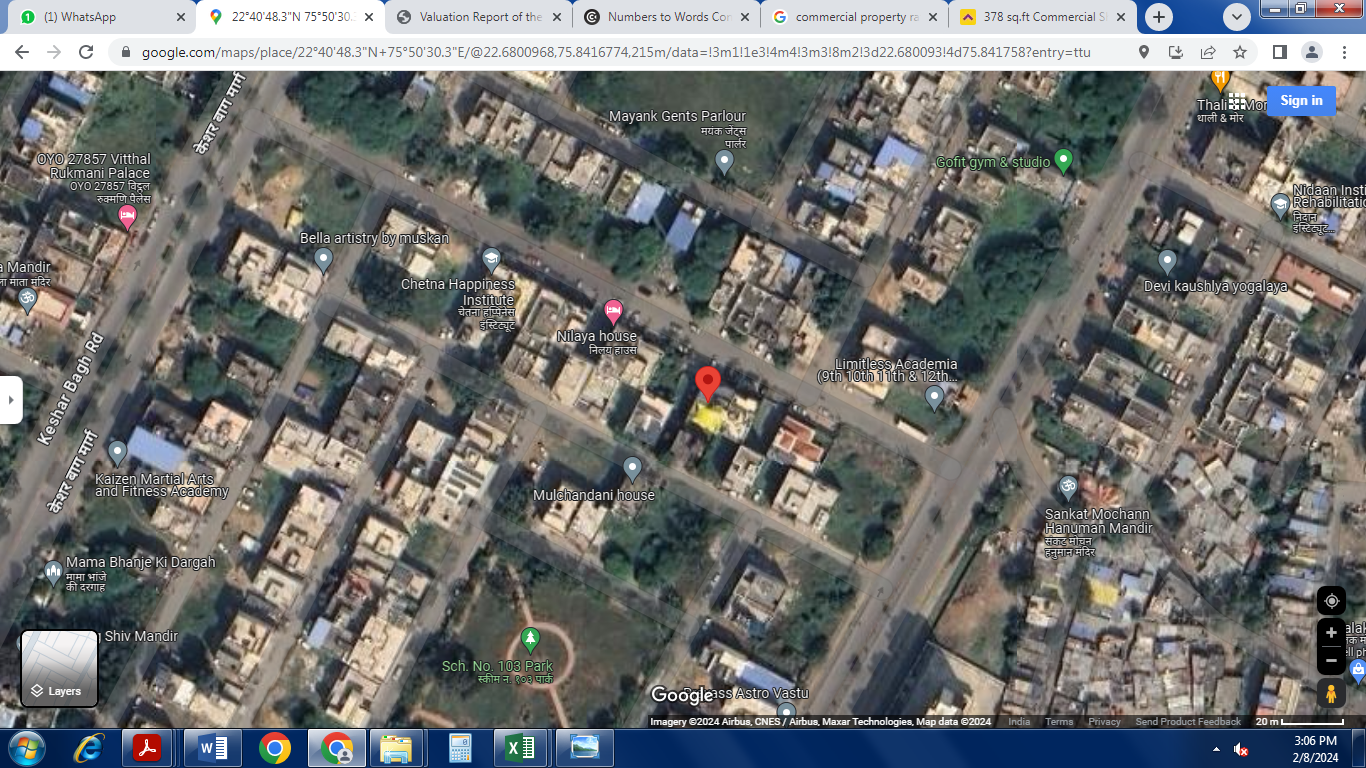 (1) WhatsApp
22°40'48.3"N 75°50'30.
Valuation Report of the
Numbers to Words Con
commercial property ra
378 sq.ft Commercial S
google.com/maps/place/22°40'48.3"N+75°50'30.3"E/@22.6800968,75.8416774,215m/data=!3m1!1e3!4m4!3m3!8m2!3d22.680093!4d75.841758?entry=ttu
Sign in
केशर बाग मार्ग
Mayank Gents Parlour
मयंक जेंट्स
पार्लर
थाली & मोर
OYO 27857 Vitthal
Rukmani Palace
OYO 27857 विठ्ठल
रुक्मणि पैलेस
Gofit gym & studio
Nidaan Insti
Rehabilitatio
निदान
इंस्टिट्यूट...
Bella artistry by muskan
a Mandir
ला माता मंदिर
Chetna Happiness
Institute
चेतना हॅप्पीनेस
इंस्टिट्यूट
Devi kaushlya yogalaya
Nilaya house
निलय हाउस
Limitless Academia
(9th 10th 11th & 12th...
Keshar Bagh Rd
केशर बाग मार्ग
Kaizen Martial Arts
and Fitness Academy
Mulchandani house
Sankat Mochann
Hanuman Mandir
संकट मोचन
हनुमान मंदिर
Mama Bhanje Ki Dargah
मामा भांजे
की दरगाह
Shiv Mandir
Sch. No. 103 Park
स्कीम न. १०३ पार्क
Layers
Google
Astro Vastu
Imagery ©2024 Airbus, CNES / Airbus, Maxar Technologies, Map data ©2024
India
Terms
Privacy
Send Product Feedback
20 m
3:06 PM
2/8/2024